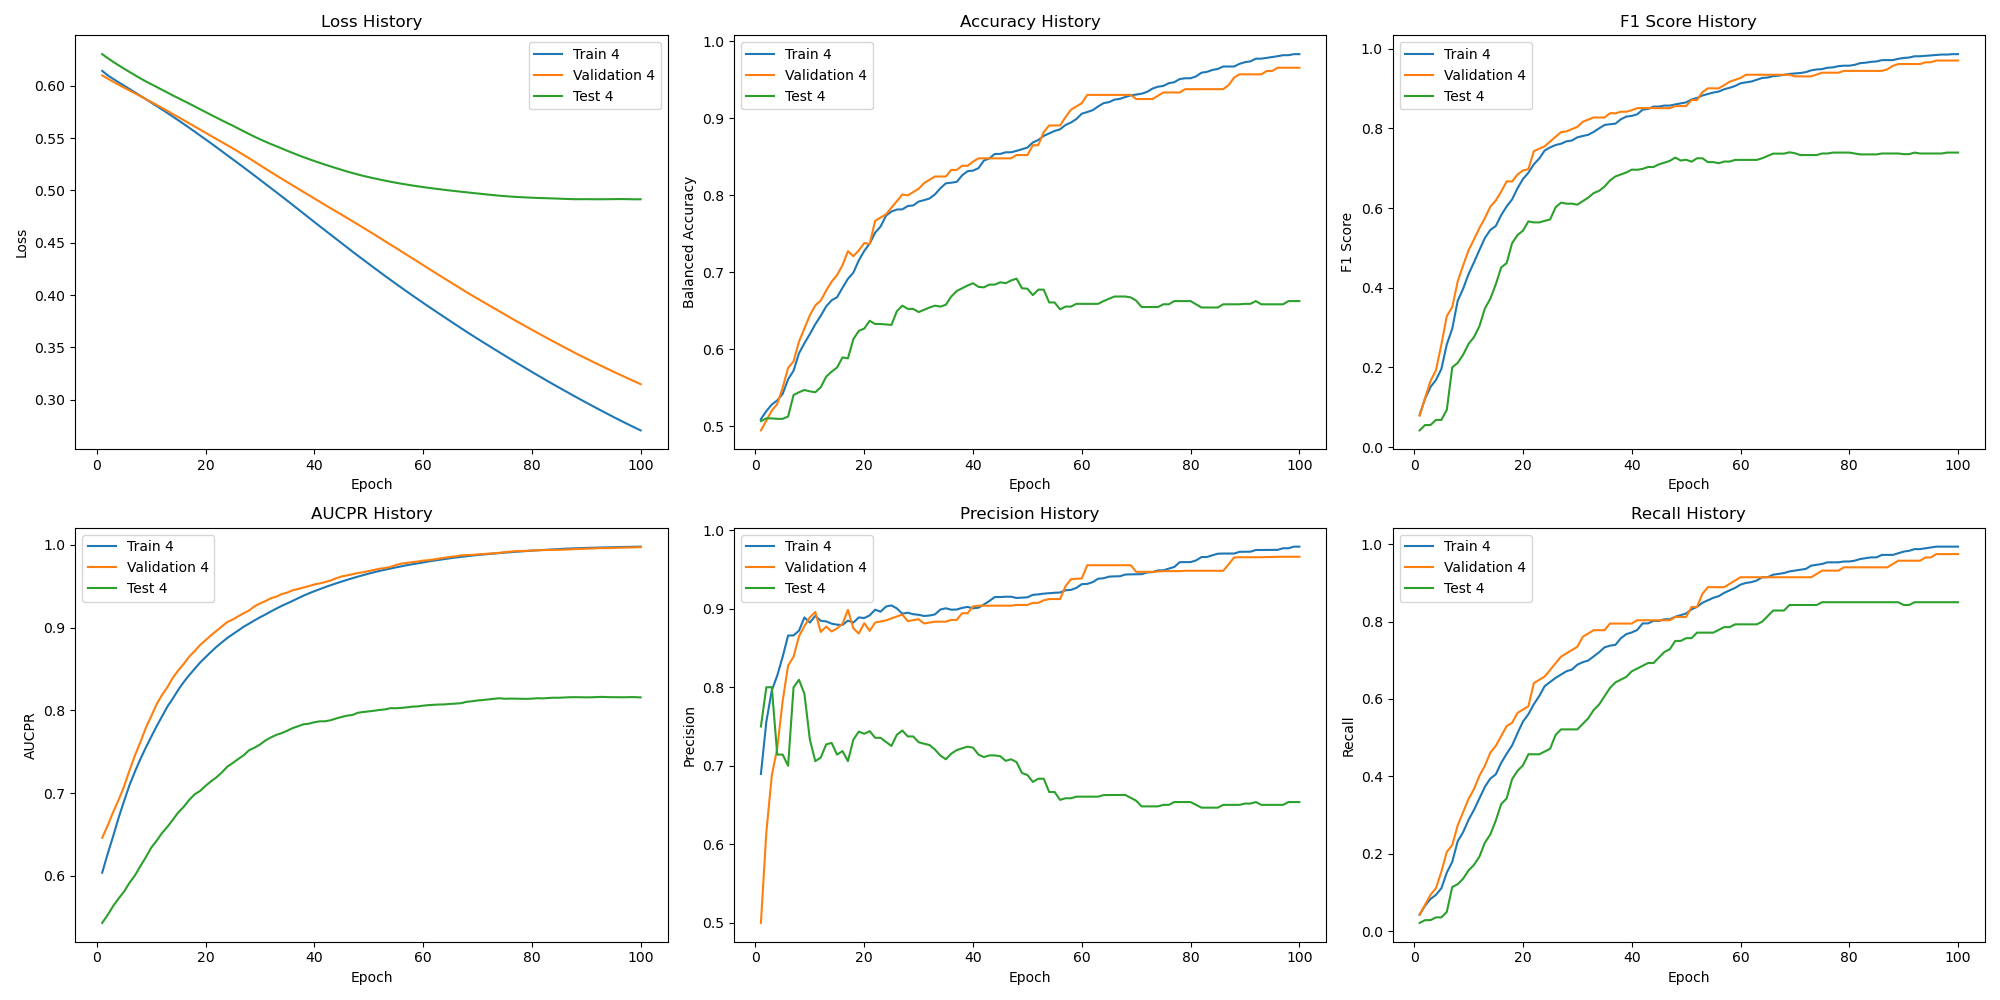 Loss History
Loss
0.60
0.55
0.50
0.45
0.40
0.35
0.30
Train 4
Validation 4
Test 4
0 20 40 60 80 100
Epoch
Accuracy History
Balanced Accuracy
1.0
0.9
0.8
0.7
0.6
0.5
Train 4
Validation 4
Test 4
0 20 40 60 80 100
Epoch
F1 Score History
F1 Score
1.0
0.8
0.6
0.4
0.2
0.0
Train 4
Validation 4
Test 4
0 20 40 60 80 100
Epoch
AUCPR History
AUCPR
1.0
0.9
0.8
0.7
0.6
Train 4
Validation 4
Test 4
0 20 40 60 80 100
Epoch
Precision History
Precision
1.0
0.9
0.8
0.7
0.6
0.5
Train 4
Validation 4
Test 4
0 20 40 60 80 100
Epoch
Recall History
Recall
1.0
0.8
0.6
0.4
0.2
0.0
Train 4
Validation 4
Test 4
0 20 40 60 80 100
Epoch